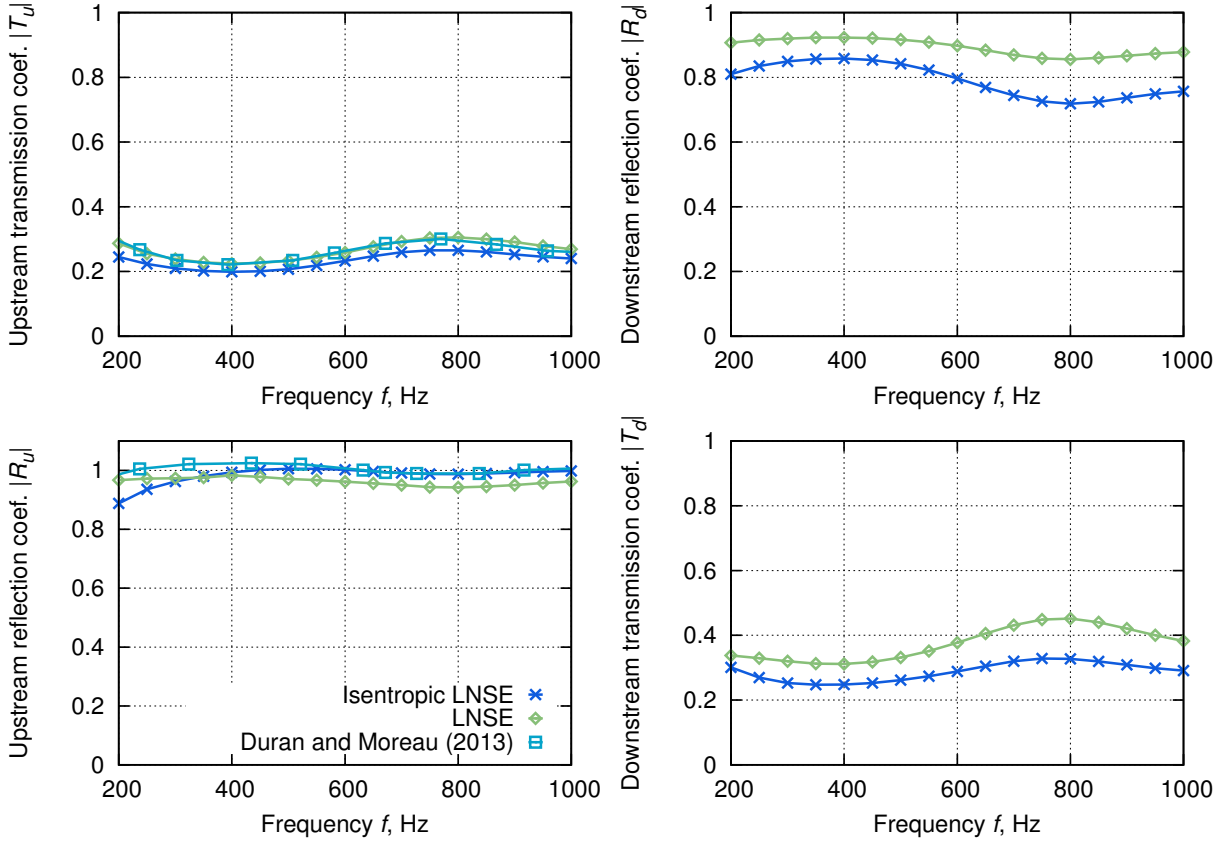 Upstream transmission coef. |T_u|
1
0.8
0.6
0.4
0.2
0
200 400 600 800 1000
Frequency f, Hz
Downstream reflection coef. |R_d|
1
0.8
0.6
0.4
0.2
0
200 400 600 800 1000
Frequency f, Hz
Upstream reflection coef. |R_u|
1
0.8
0.6
0.4
0.2
0
Isentropic LNSE
LNSE
Duran and Moreau (2013)
200 400 600 800 1000
Frequency f, Hz
Downstream transmission coef. |T_d|
1
0.8
0.6
0.4
0.2
0
200 400 600 800 1000
Frequency f, Hz